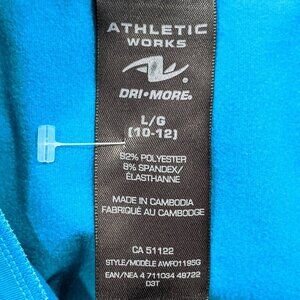 ATHLETIC
WORKS
DRI•MORE®
L/G
(10-12)
92% POLYESTER
8% SPANDEX/
ÉLASTHANNE
MADE IN CAMBODIA
FABRIQUÉ AU CAMBODGE
CA 51122
STYLE/MODÈLE AWF01195G
EAN/NEA 4 711034 49722
D3T